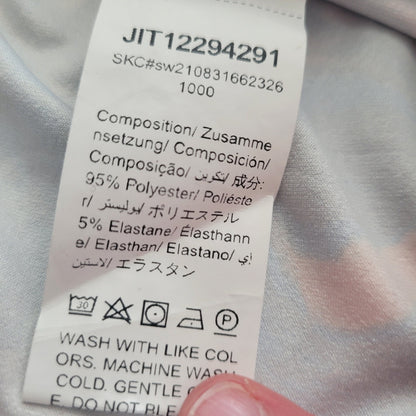 JIT12294291
SKC#sw210831662326
1000
Composition/ Zusamme
nsetzung/ Composición/
Composição/ تكوين/ 成分:
95% Polyester/ Poliéste
r/ بوليستر/ ポリエステル
5% Elastane/ Élasthann
e/ Elasthan/ Elastano/ إي
لاستين/ エラスタン
30
P
WASH WITH LIKE COL
ORS. MACHINE WASH
COLD. GENTLE
E. DO NOT BLE